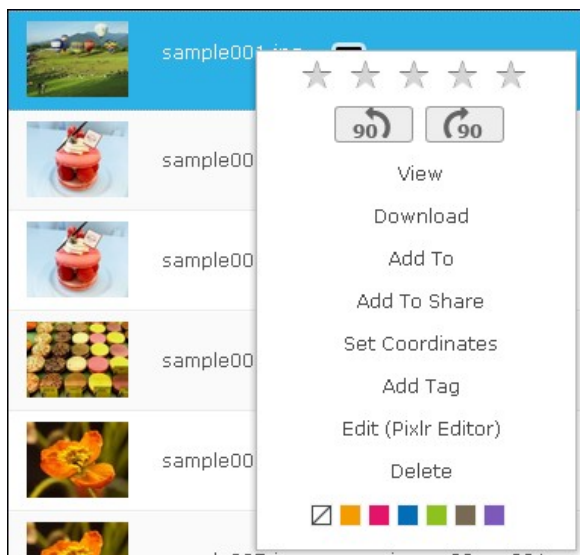 sample001.jpg
90
90
View
Download
sample00
Add To
sample00
Add To Share
Set Coordinates
sample00
Add Tag
Edit (Pixlr Editor)
sample00
Delete